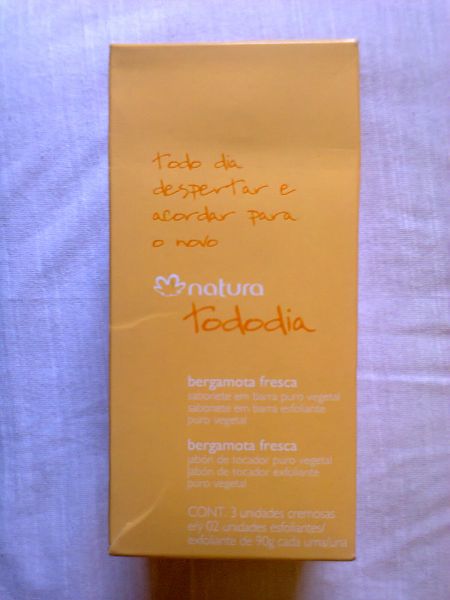 todo dia
despertar e
acordar para
o novo
natura
tododia
bergamota fresca
sabonete em barra puro vegetal
sabonete em barra esfoliante
puro vegetal
bergamota fresca
jabón de tocador puro vegetal
jabón de tocador exfoliante
puro vegetal
CONT. 3 unidades cremosas
e/y 02 unidades esfoliantes/
exfoliante de 90g cada uma/una